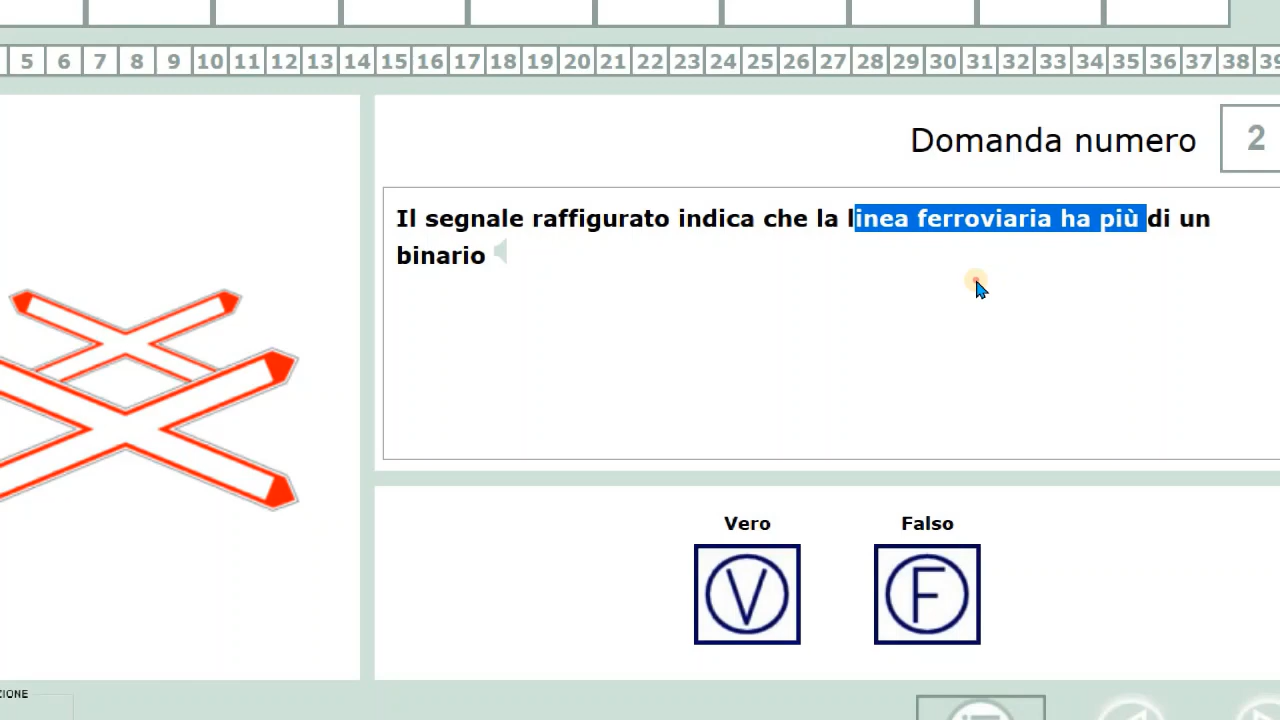 5 6 7 8 9 10 11 12 13 14 15 16 17 18 19 20 21 22 23 24 25 26 27 28 29 30 31 32 33 34 35 36 37 38 39
Domanda numero 2
Il segnale raffigurato indica che la linea ferroviaria ha più di un
binario
Vero Falso
V F
ZIONE